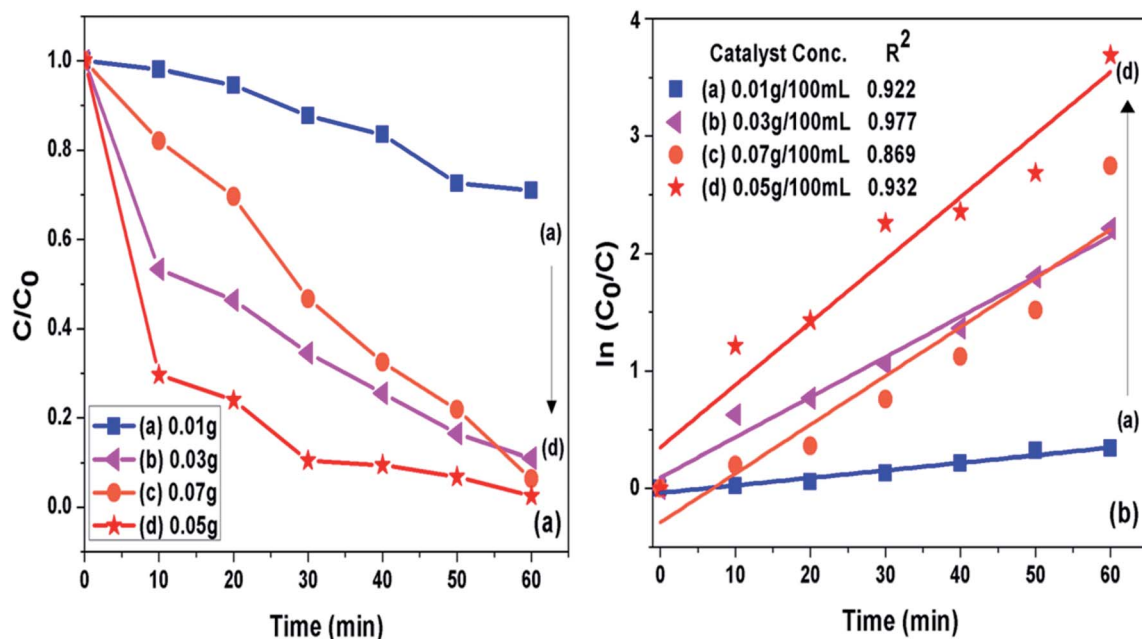 C/C0
1.0
0.8
0.6
0.4
0.2
0.0
(a)
(d)
(a) 0.01g
(b) 0.03g
(c) 0.07g
(d) 0.05g
(a)
0 10 20 30 40 50 60
Time (min)
ln (C0/C)
4
3
2
1
0
Catalyst Conc. R2
(a) 0.01g/100mL 0.922
(b) 0.03g/100mL 0.977
(c) 0.07g/100mL 0.869
(d) 0.05g/100mL 0.932
(d)
(a)
(b)
0 10 20 30 40 50 60
Time (min)